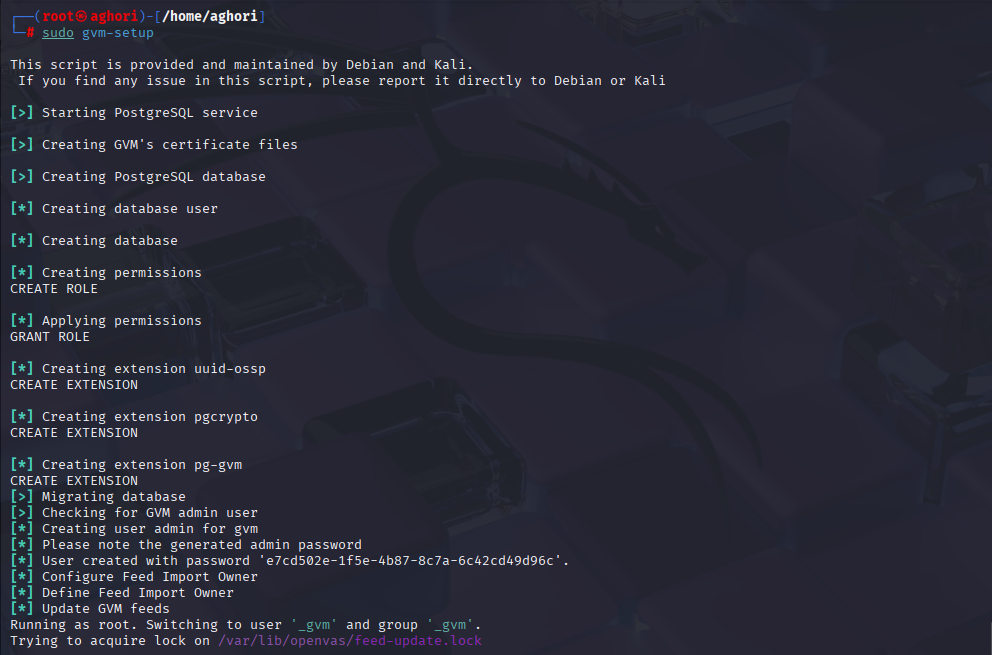 ┌──(root㉿aghori)-[/home/aghori]
└─# sudo gvm-setup
This script is provided and maintained by Debian and Kali.
If you find any issue in this script, please report it directly to Debian or Kali
[>] Starting PostgreSQL service
[>] Creating GVM's certificate files
[>] Creating PostgreSQL database
[*] Creating database user
[*] Creating database
[*] Creating permissions
CREATE ROLE
[*] Applying permissions
GRANT ROLE
[*] Creating extension uuid-ossp
CREATE EXTENSION
[*] Creating extension pgcrypto
CREATE EXTENSION
[*] Creating extension pg-gvm
CREATE EXTENSION
[>] Migrating database
[>] Checking for GVM admin user
[*] Creating user admin for gvm
[*] Please note the generated admin password
[*] User created with password 'e7cd502e-1f5e-4b87-8c7a-6c42cd49d96c'.
[*] Configure Feed Import Owner
[*] Define Feed Import Owner
[*] Update GVM feeds
Running as root. Switching to user '_gvm' and group '_gvm'.
Trying to acquire lock on /var/lib/openvas/feed-update.lock